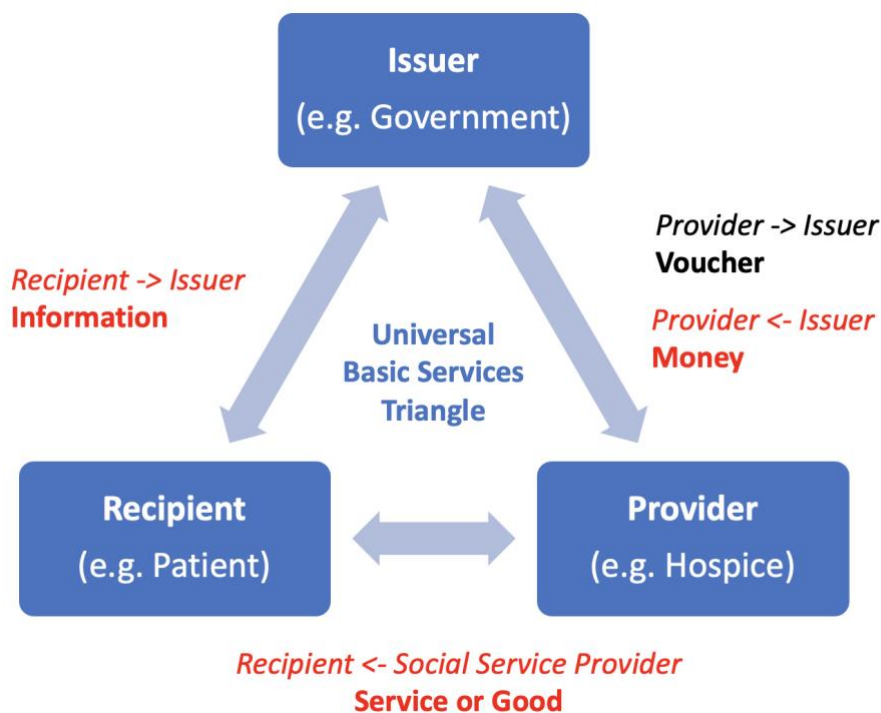 Issuer
(e.g. Government)
Provider -> Issuer
Voucher
Recipient -> Issuer
Information
Provider <- Issuer
Money
Universal
Basic Services
Triangle
Recipient
(e.g. Patient)
Provider
(e.g. Hospice)
Recipient <- Social Service Provider
Service or Good